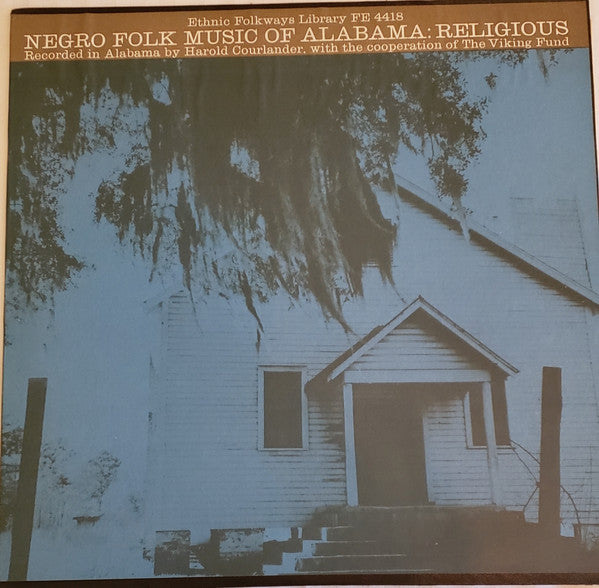 Ethnic Folkways Library FE 4418
NEGRO FOLK MUSIC OF ALABAMA: RELIGIOUS
Recorded in Alabama by Harold Courlander, with the cooperation of The Viking Fund